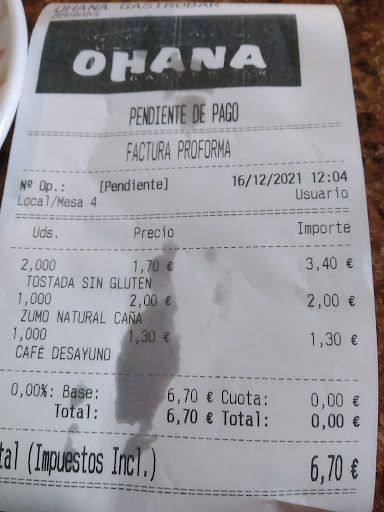 OHANA GASTROBAR
OHANA
PENDIENTE DE PAGO
FACTURA PROFORMA
Nº Op.: [Pendiente] 16/12/2021 12:04
Local/Mesa 4 Usuario
Uds. Precio Importe
2,000 1,70 € 3,40 €
TOSTADA SIN GLUTEN
1,000 2,00 € 2,00 €
ZUMO NATURAL CAÑA
1,000 1,30 € 1,30 €
CAFÉ DESAYUNO
0,00%: Base: 6,70 € Cuota: 0,00 €
Total: 6,70 € Total: 0,00 €
tal (Impuestos Incl.) 6,70 €